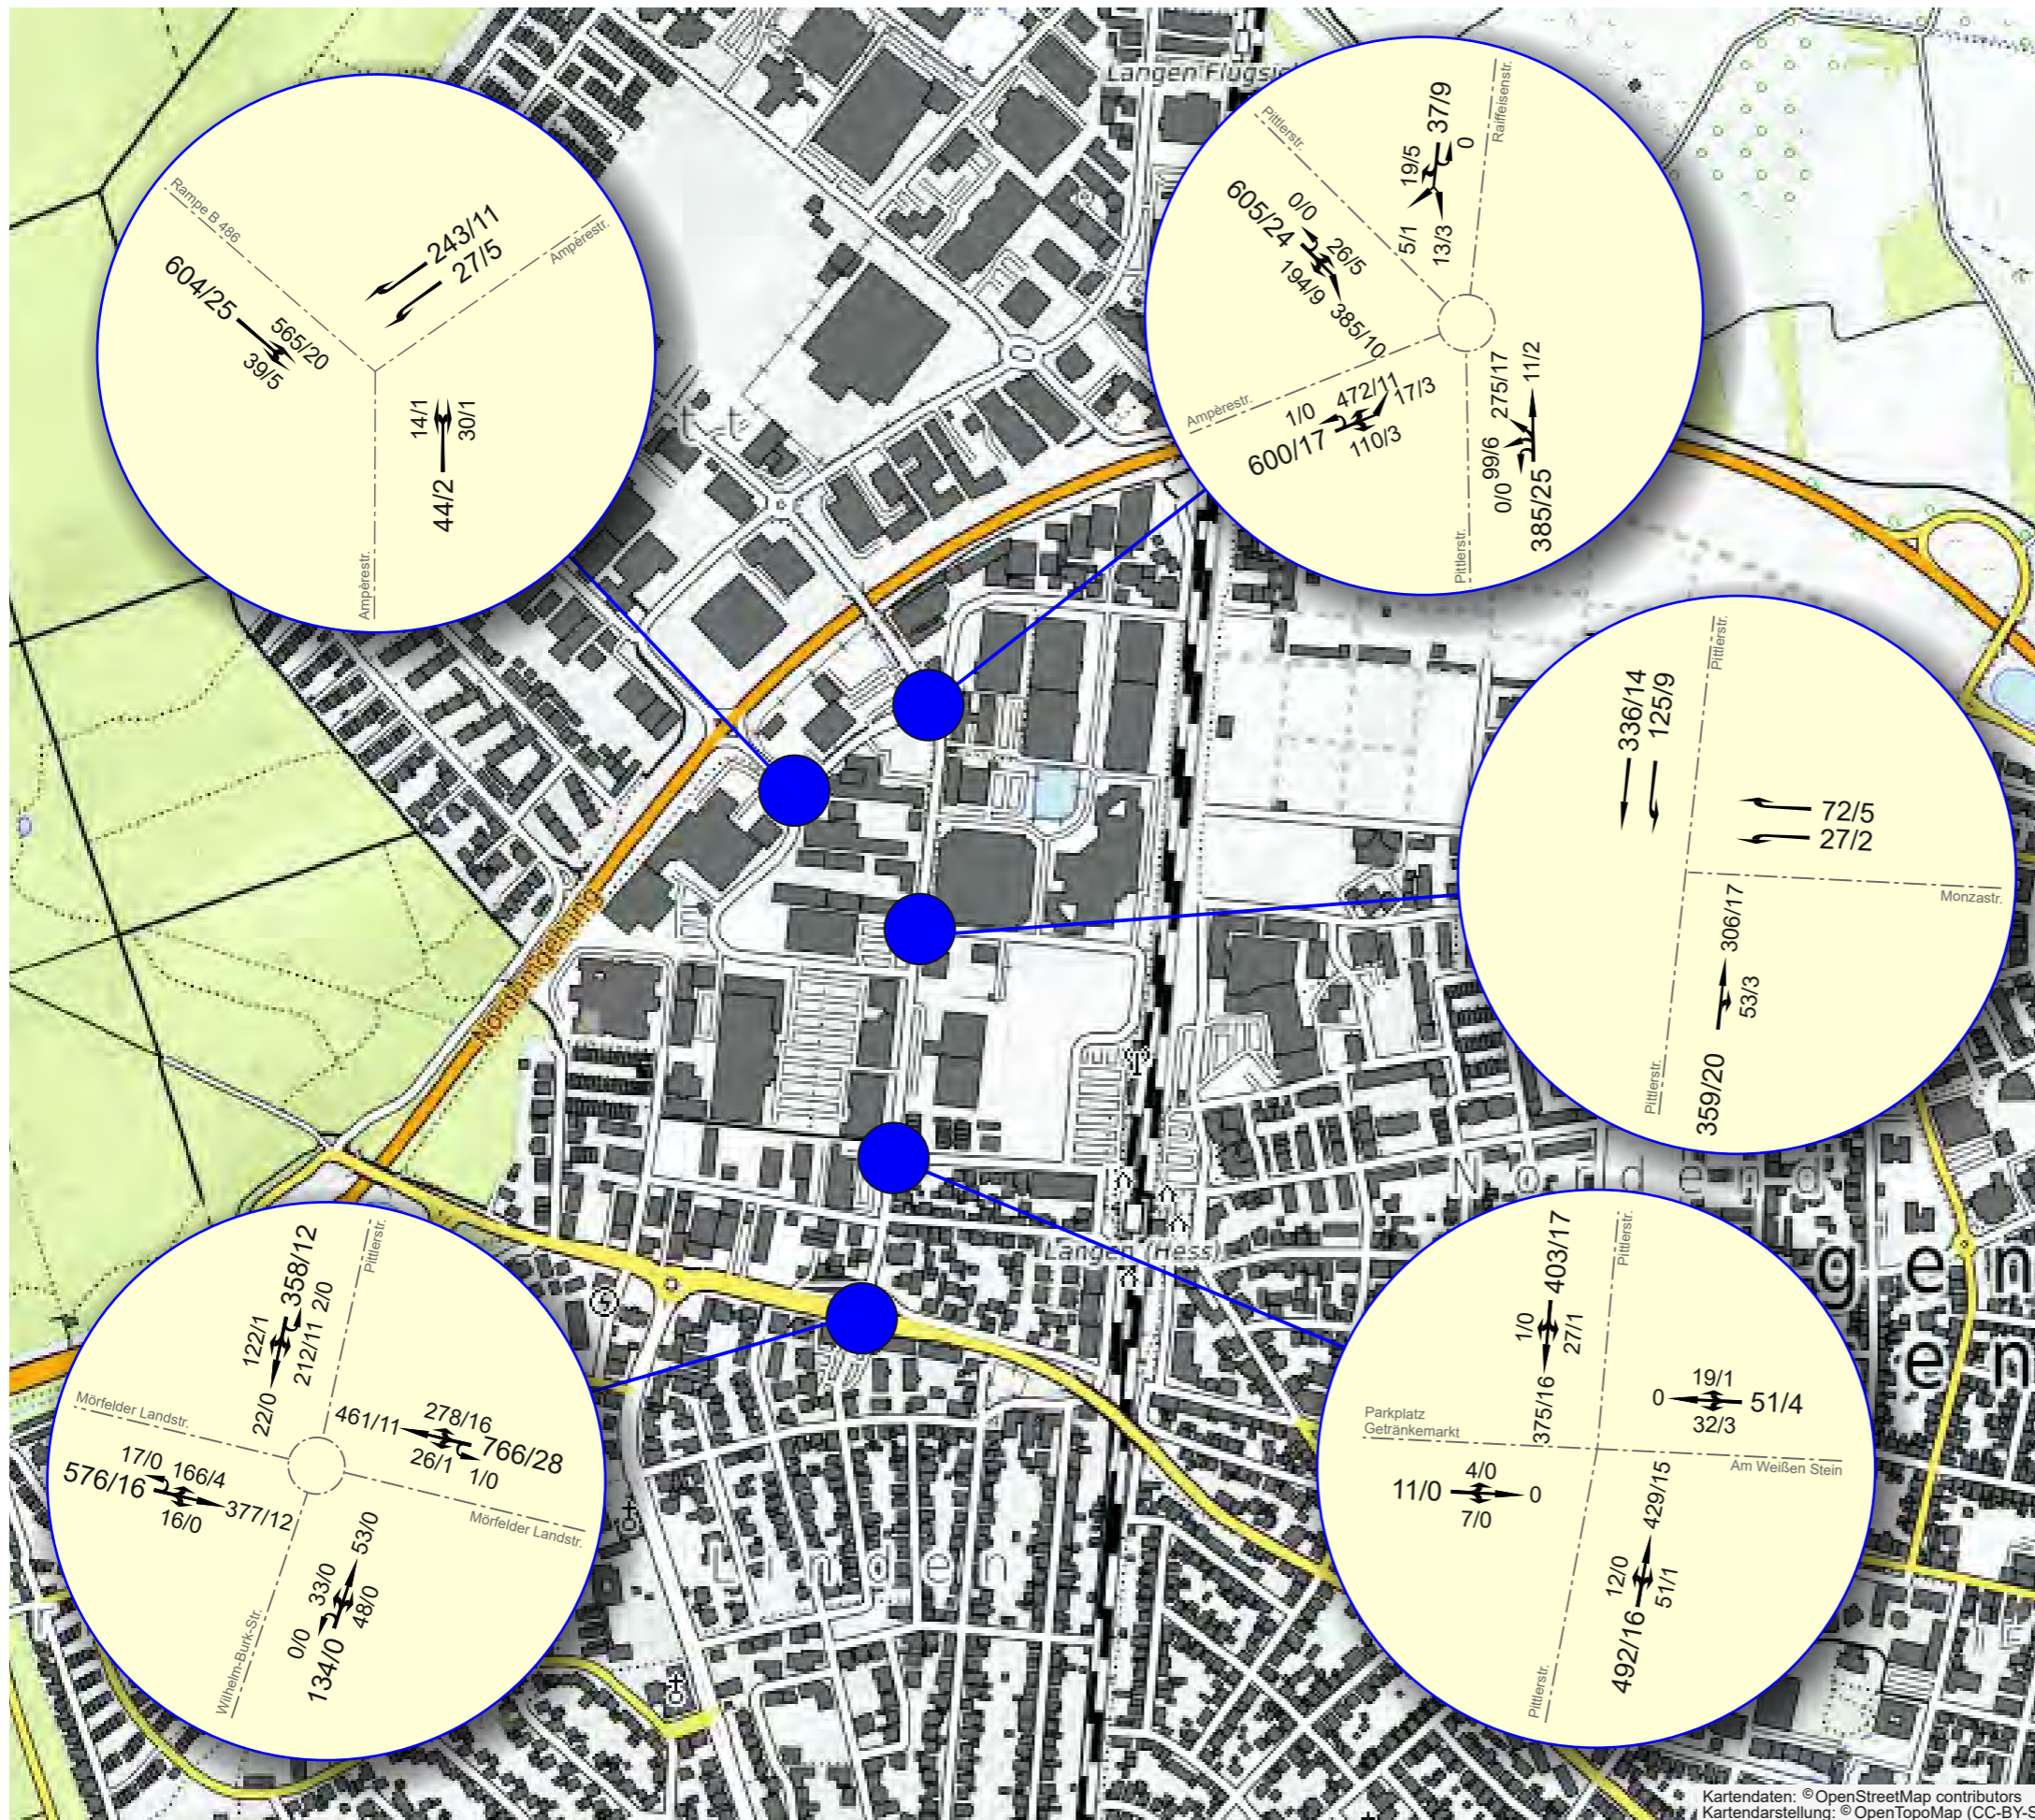 Langen Flugsi
Rampe B 486
Ampèrestr.
Ampèrestr.
243/11
27/5
604/25
565/20
39/5
14/1
30/1
44/2
Pittlerstr.
Raiffeisenstr.
37/9
0
19/5
5/1
13/3
0/0
605/24
26/5
194/9
385/10
Ampèrestr.
1/0
472/11
17/3
600/17
110/3
275/17
11/2
99/6
0/0
385/25
Pittlerstr.
Pittlerstr.
336/14
125/9
72/5
27/2
Monzastr.
306/17
53/3
359/20
Pittlerstr.
Nordumgehung
Nordend
Langen (Hess)
gen
en
Linden
Pittlerstr.
358/12
2/0
122/1
212/11
22/0
Mörfelder Landstr.
461/11
278/16
766/28
26/1
1/0
17/0
166/4
576/16
377/12
16/0
Mörfelder Landstr.
53/0
33/0
48/0
0/0
134/0
Wilhelm-Burk-Str.
Pittlerstr.
403/17
1/0
27/1
375/16
19/1
0
51/4
32/3
Parkplatz
Getränkemarkt
Am Weißen Stein
4/0
11/0
0
7/0
429/15
12/0
51/1
492/16
Pittlerstr.
Kartendaten: © OpenStreetMap contributors
Kartendarstellung: © OpenTopoMap (CC-BY-